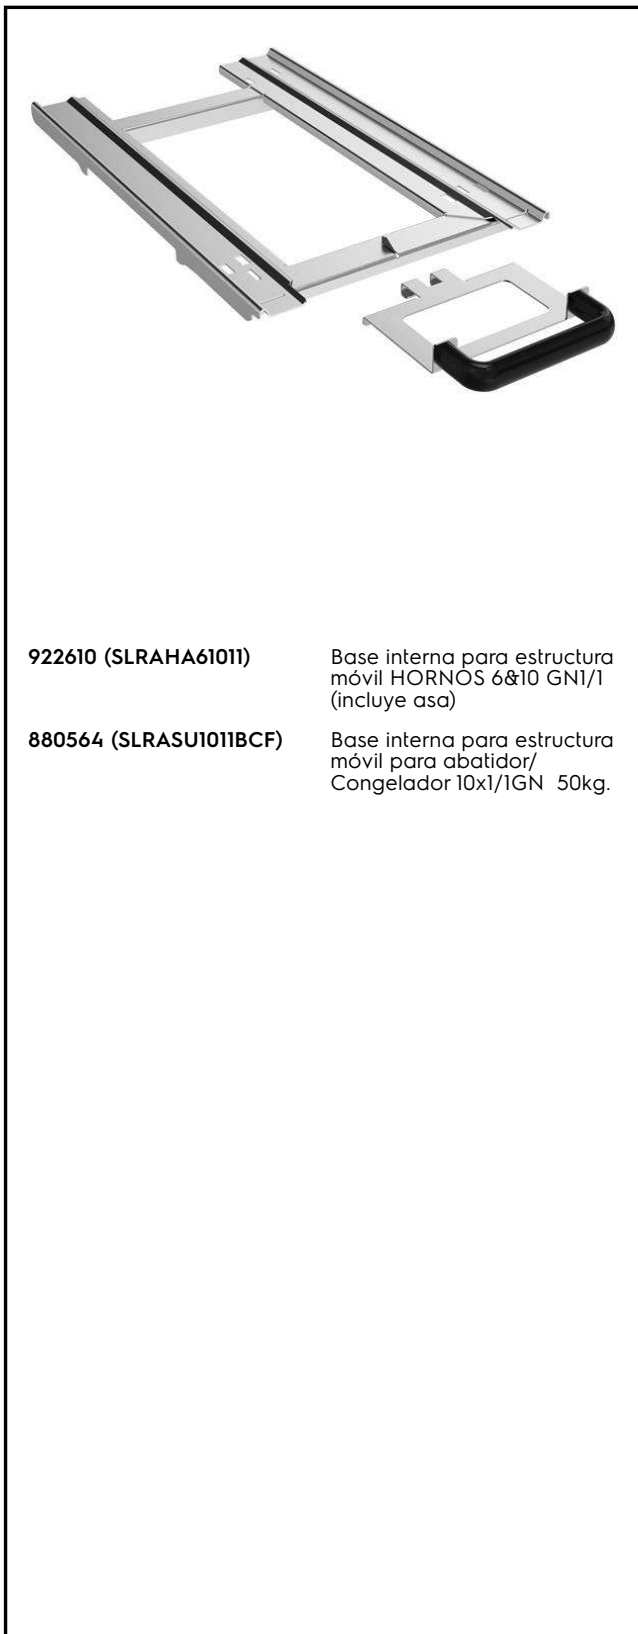 922610 (SLRAHA61011) Base interna para estructura
móvil HORNOS 6&10 GN1/1
(incluye asa)
880564 (SLRASU1011BCF) Base interna para estructura
móvil para abatidor/
Congelador 10x1/1GN 50kg.